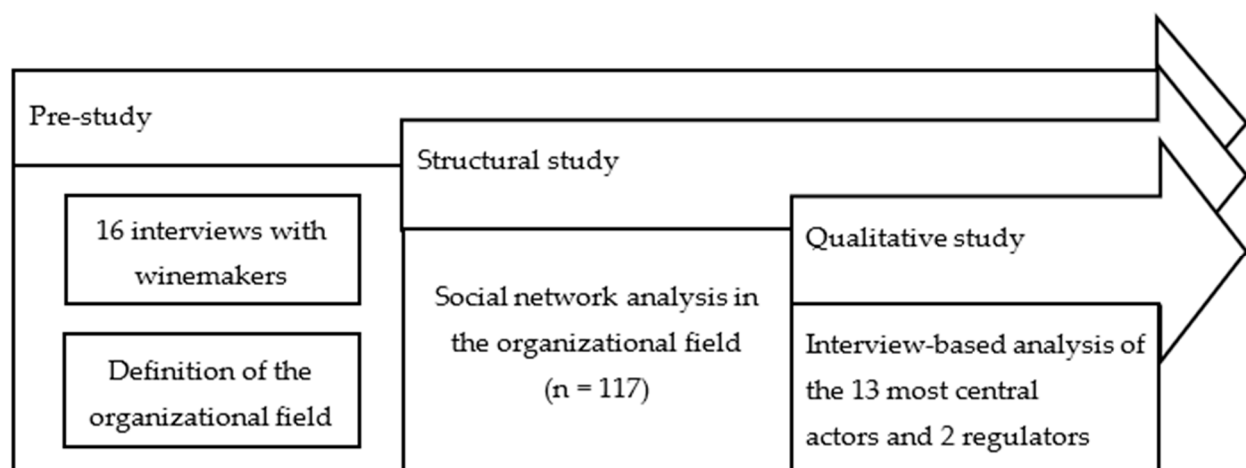 Pre-study
16 interviews with
winemakers
Definition of the
organizational field
Structural study
Social network analysis in
the organizational field
(n = 117)
Qualitative study
Interview-based analysis of
the 13 most central
actors and 2 regulators